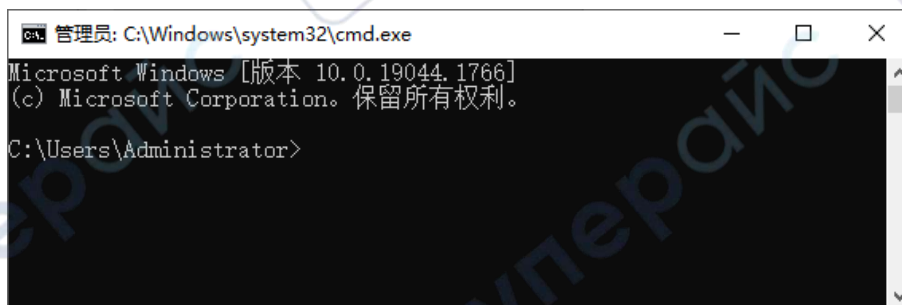 管理员: C:\Windows\system32\cmd.exe
Microsoft Windows [版本 10.0.19044.1766]
(c) Microsoft Corporation。保留所有权利。
C:\Users\Administrator>